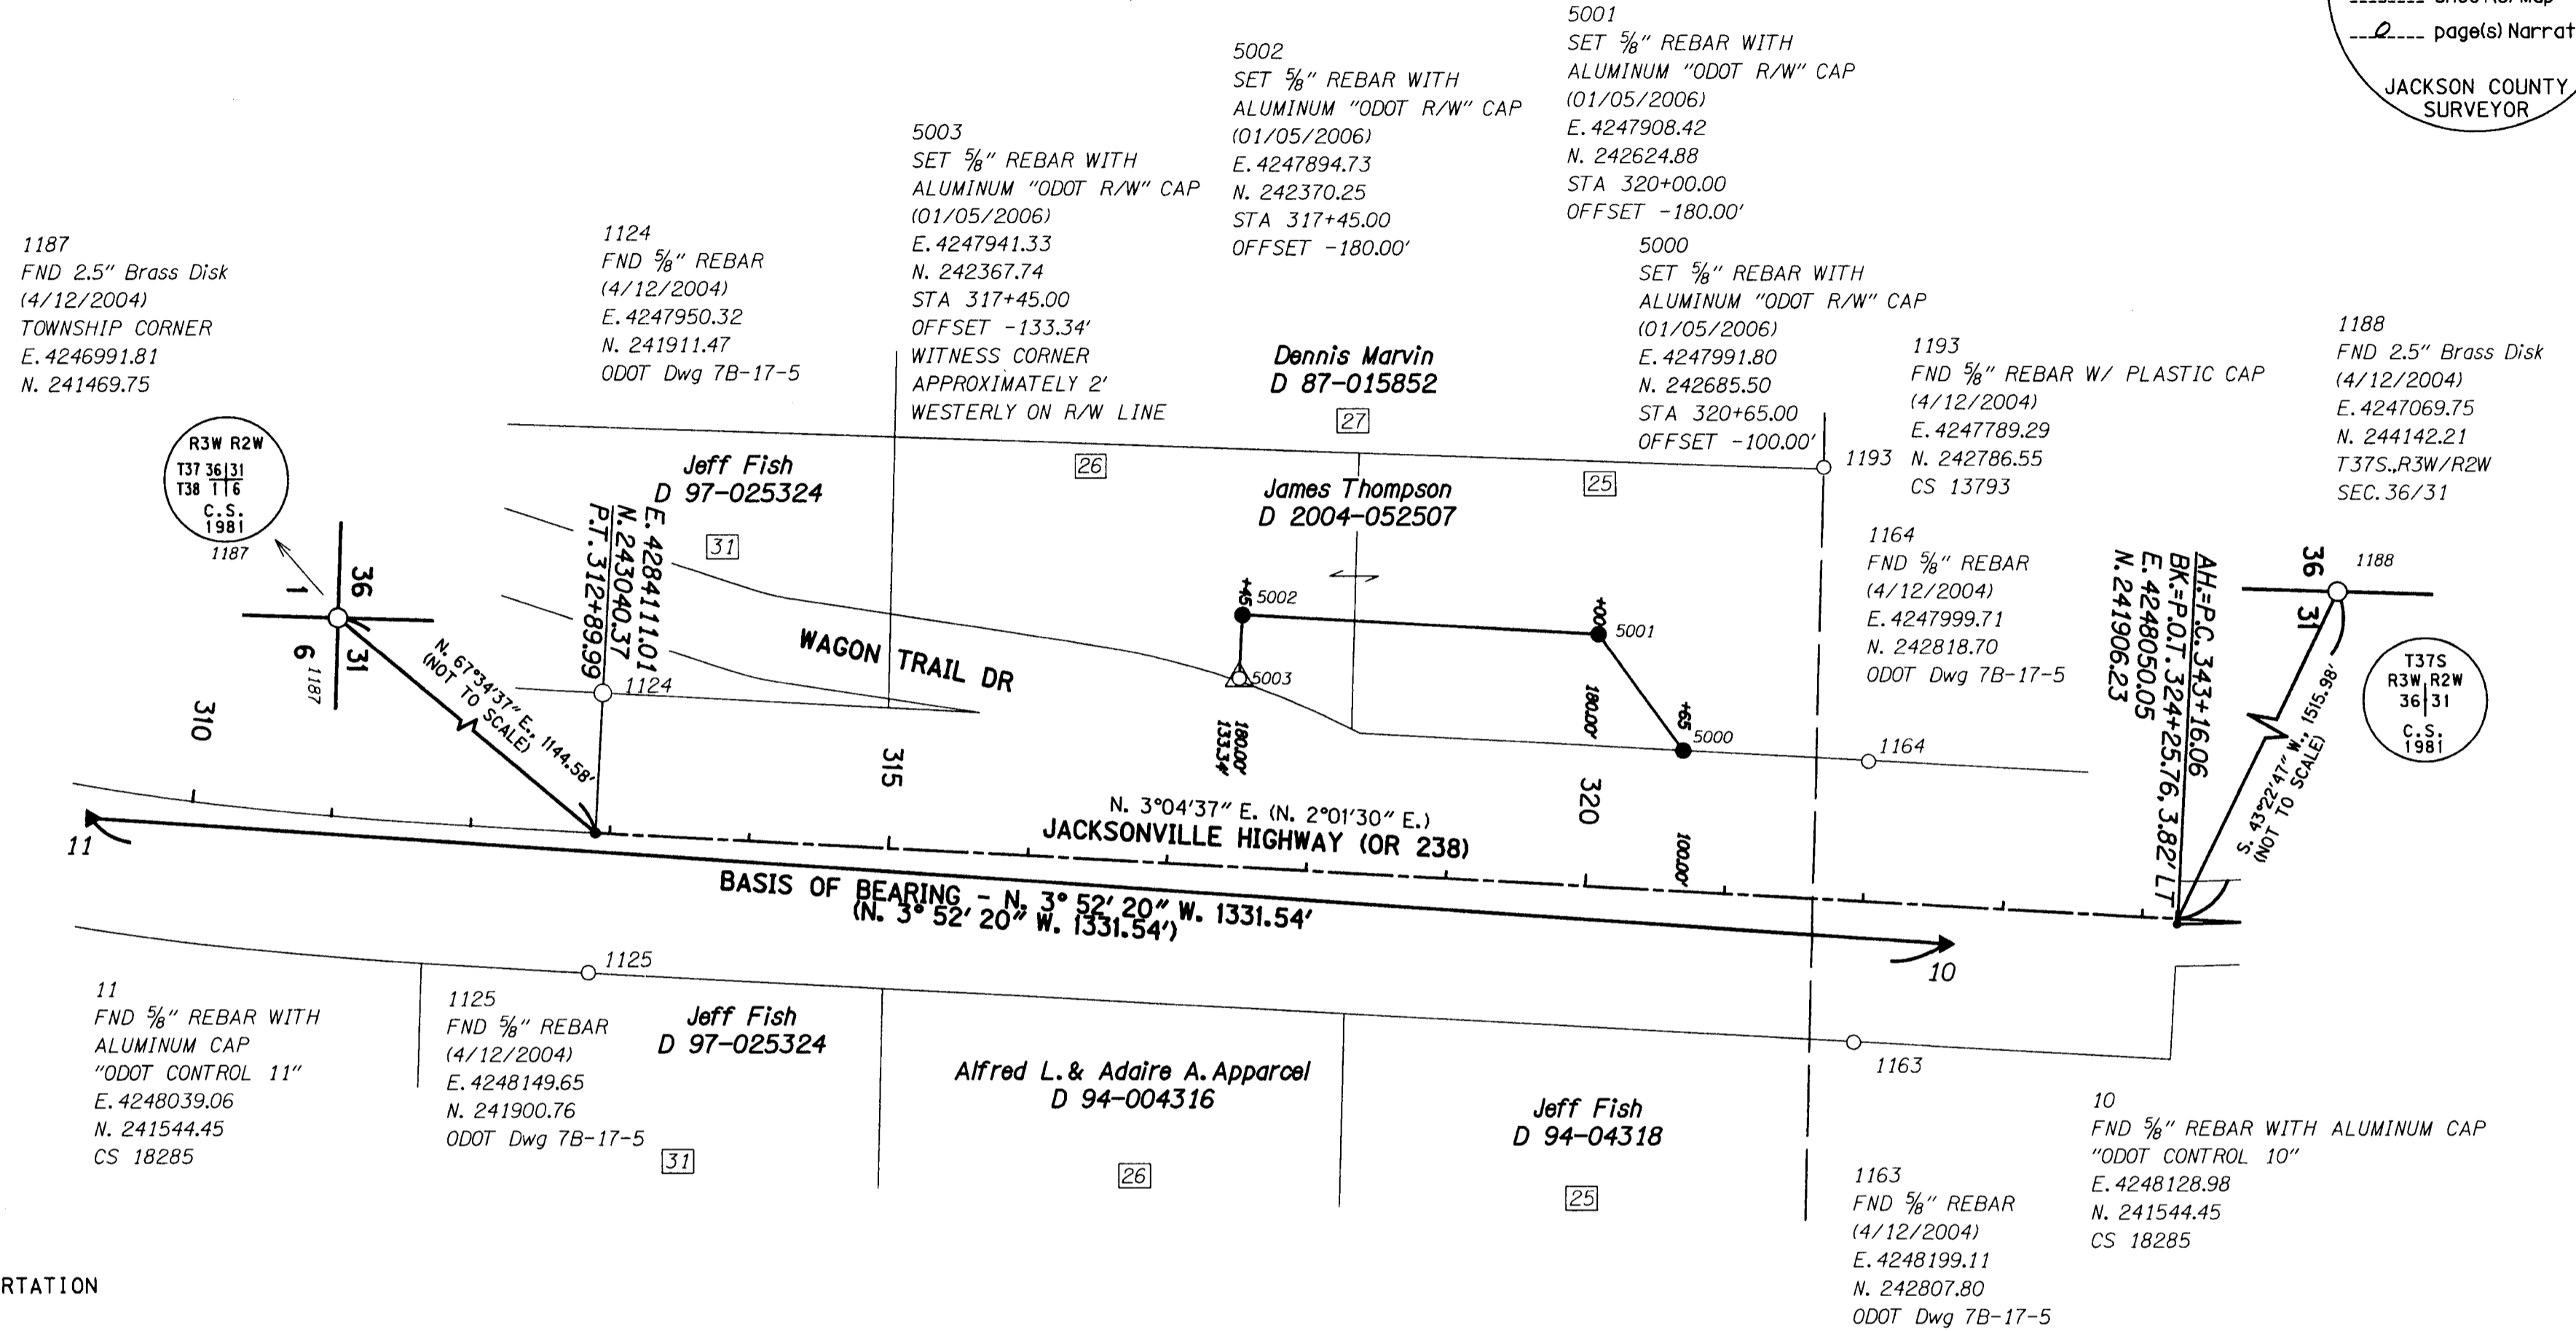 sheet(s) Map
0 page(s) Narrat
JACKSON COUNTY
SURVEYOR
5001
SET 5/8" REBAR WITH
ALUMINUM "ODOT R/W" CAP
(01/05/2006)
E. 4247908.42
N. 242624.88
STA 320+00.00
OFFSET -180.00'
5002
SET 5/8" REBAR WITH
ALUMINUM "ODOT R/W" CAP
(01/05/2006)
E. 4247894.73
N. 242370.25
STA 317+45.00
OFFSET -180.00'
5003
SET 5/8" REBAR WITH
ALUMINUM "ODOT R/W" CAP
(01/05/2006)
E. 4247941.33
N. 242367.74
STA 317+45.00
OFFSET -133.34'
WITNESS CORNER
APPROXIMATELY 2'
WESTERLY ON R/W LINE
1187
FND 2.5" Brass Disk
(4/12/2004)
TOWNSHIP CORNER
E. 4246991.81
N. 241469.75
1124
FND 5/8" REBAR
(4/12/2004)
E. 4247950.32
N. 241911.47
ODOT Dwg 7B-17-5
5000
SET 5/8" REBAR WITH
ALUMINUM "ODOT R/W" CAP
(01/05/2006)
E. 4247991.80
N. 242685.50
STA 320+65.00
OFFSET -100.00'
1193
FND 5/8" REBAR W/ PLASTIC CAP
(4/12/2004)
E. 4247789.29
N. 242786.55
CS 13793
1188
FND 2.5" Brass Disk
(4/12/2004)
E. 4247069.75
N. 244142.21
T37S.,R3W/R2W
SEC. 36/31
Dennis Marvin
D 87-015852
27
R3W R2W
T37 36 31
T38 1 6
C.S.
1981
1187
Jeff Fish
D 97-025324
31
26
James Thompson
D 2004-052507
25
1193
1164
FND 5/8" REBAR
(4/12/2004)
E. 4247999.71
N. 242818.70
ODOT Dwg 7B-17-5
36
1
31
6
1187
N. 67°34'37" E., 1144.58'
(NOT TO SCALE)
E. 4284111.01
N. 243040.37
P.T. 312+89.99
1124
WAGON TRAIL DR
+45
5002
5003
+00
5001
+65
5000
180.00'
133.34'
180.00'
100.00'
1164
AH.=P.C. 343+16.06
BK=P.O.T. 324+25.76, 3.82' LT
E. 4248050.05
N. 241906.23
36
31
1188
S. 43°22'47" W., 1515.98'
(NOT TO SCALE)
T37S
R3W R2W
36 31
C.S.
1981
310
315
320
N. 3°04'37" E. (N. 2°01'30" E.)
JACKSONVILLE HIGHWAY (OR 238)
11
BASIS OF BEARING - N. 3° 52' 20" W. 1331.54'
(N. 3° 52' 20" W. 1331.54')
10
1125
1163
11
FND 5/8" REBAR WITH
ALUMINUM CAP
"ODOT CONTROL 11"
E. 4248039.06
N. 241544.45
CS 18285
1125
FND 5/8" REBAR
(4/12/2004)
E. 4248149.65
N. 241900.76
ODOT Dwg 7B-17-5
Jeff Fish
D 97-025324
31
Alfred L. & Adaire A. Apparcel
D 94-004316
26
Jeff Fish
D 94-04318
25
1163
FND 5/8" REBAR
(4/12/2004)
E. 4248199.11
N. 242807.80
ODOT Dwg 7B-17-5
10
FND 5/8" REBAR WITH ALUMINUM CAP
"ODOT CONTROL 10"
E. 4248128.98
N. 241544.45
CS 18285
RTATION